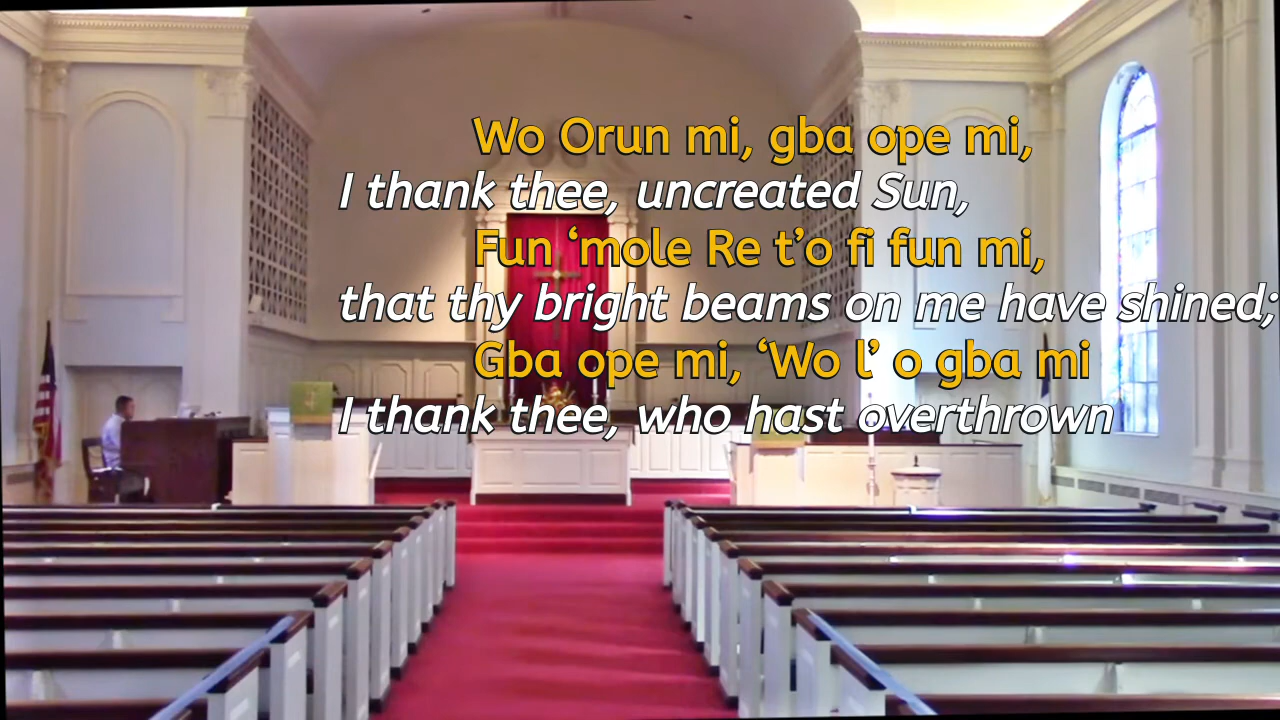 Wo Orun mi, gba ope mi,
I thank thee, uncreated Sun,
Fun ‘mole Re t’o fi fun mi,
that thy bright beams on me have shined;
Gba ope mi, ‘Wo l’ o gba mi
I thank thee, who hast overthrown